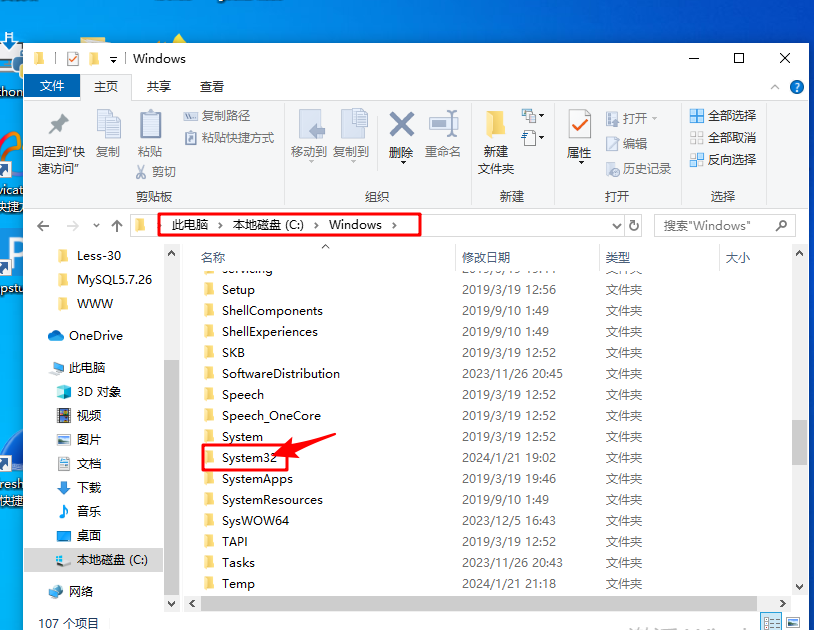 Windows
文件 主页 共享 查看
固定到"快速访问"
复制
粘贴
复制路径
粘贴快捷方式
剪切
剪贴板
移动到
复制到
删除
重命名
组织
新建文件夹
新建
属性
打开
编辑
历史记录
打开
全部选择
全部取消
反向选择
选择
此电脑 > 本地磁盘 (C:) > Windows >
搜索"Windows"
Less-30
MySQL5.7.26
WWW
OneDrive
此电脑
3D 对象
视频
图片
文档
下载
音乐
桌面
本地磁盘 (C:)
网络
名称 修改日期 类型 大小
Setup 2019/3/19 12:56 文件夹
ShellComponents 2019/9/10 1:49 文件夹
ShellExperiences 2019/9/10 1:49 文件夹
SKB 2019/3/19 12:52 文件夹
SoftwareDistribution 2023/11/26 20:45 文件夹
Speech 2019/3/19 12:52 文件夹
Speech_OneCore 2019/3/19 12:52 文件夹
System 2019/3/19 12:52 文件夹
System32 2024/1/21 19:02 文件夹
SystemApps 2019/3/19 19:46 文件夹
SystemResources 2019/9/10 1:49 文件夹
SysWOW64 2023/12/5 16:43 文件夹
TAPI 2019/3/19 12:52 文件夹
Tasks 2023/11/26 20:43 文件夹
Temp 2024/1/21 21:18 文件夹
107 个项目